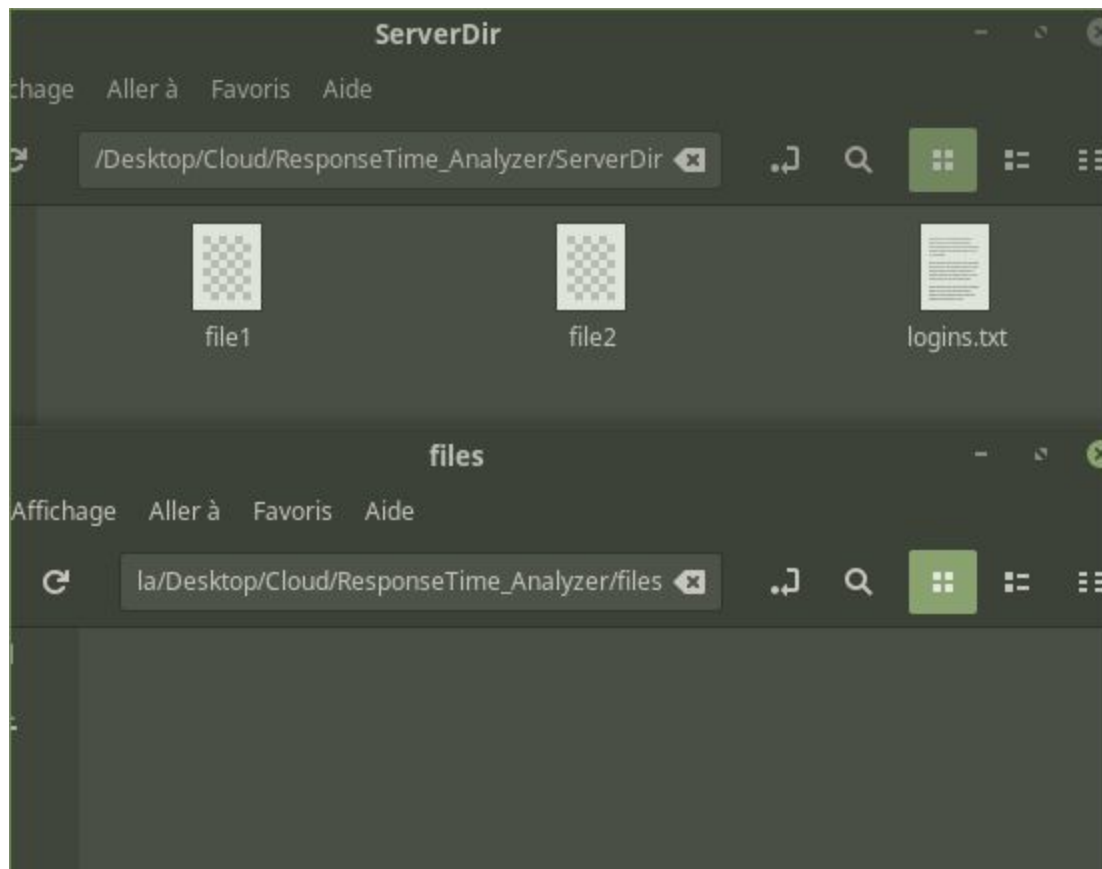 ServerDir
chage Aller à Favoris Aide
/Desktop/Cloud/ResponseTime_Analyzer/ServerDir
file1 file2 logins.txt
files
Affichage Aller à Favoris Aide
la/Desktop/Cloud/ResponseTime_Analyzer/files